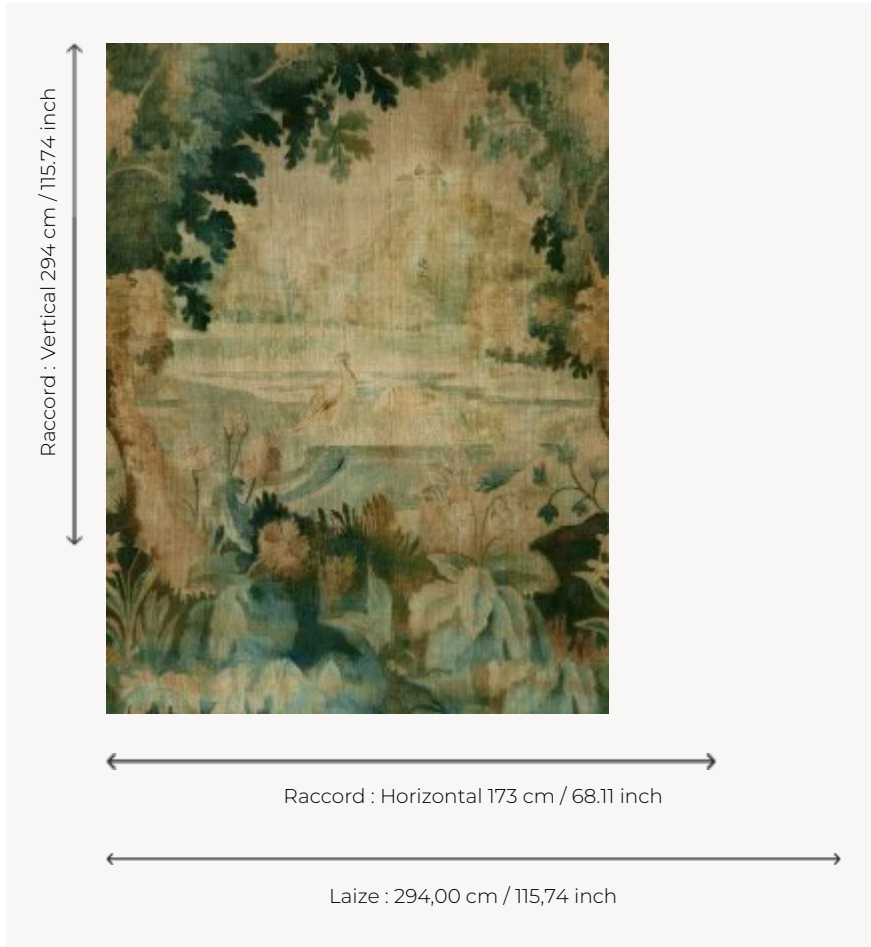 Raccord : Vertical 294 cm / 115.74 inch
Raccord : Horizontal 173 cm / 68.11 inch
Laize : 294,00 cm / 115,74 inch